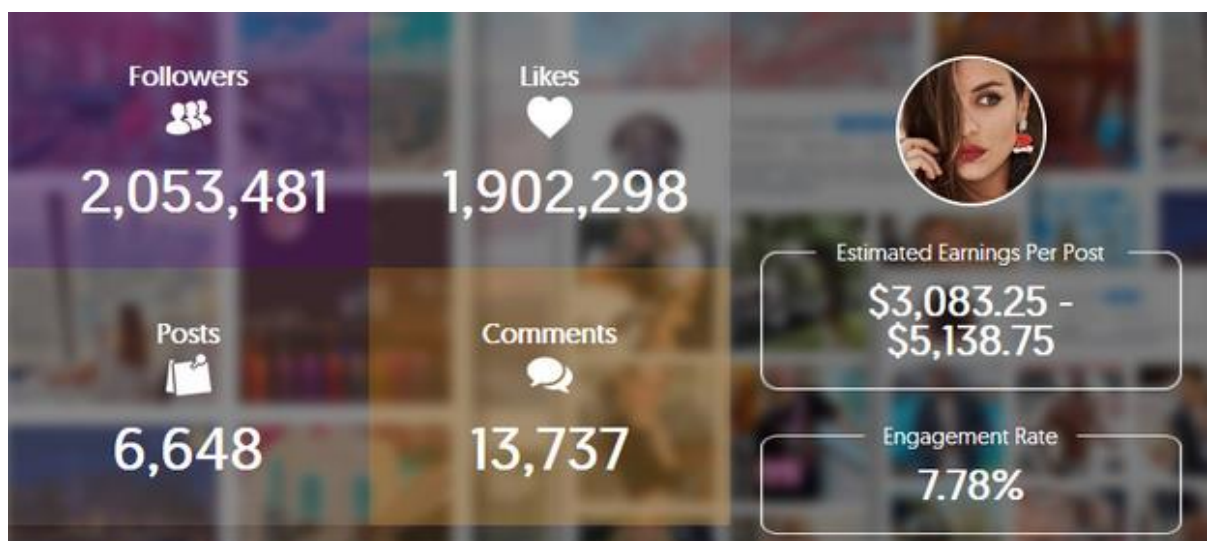 Followers
2,053,481
Likes
1,902,298
Posts
6,648
Comments
13,737
Estimated Earnings Per Post
$3,083.25 -
$5,138.75
Engagement Rate
7.78%